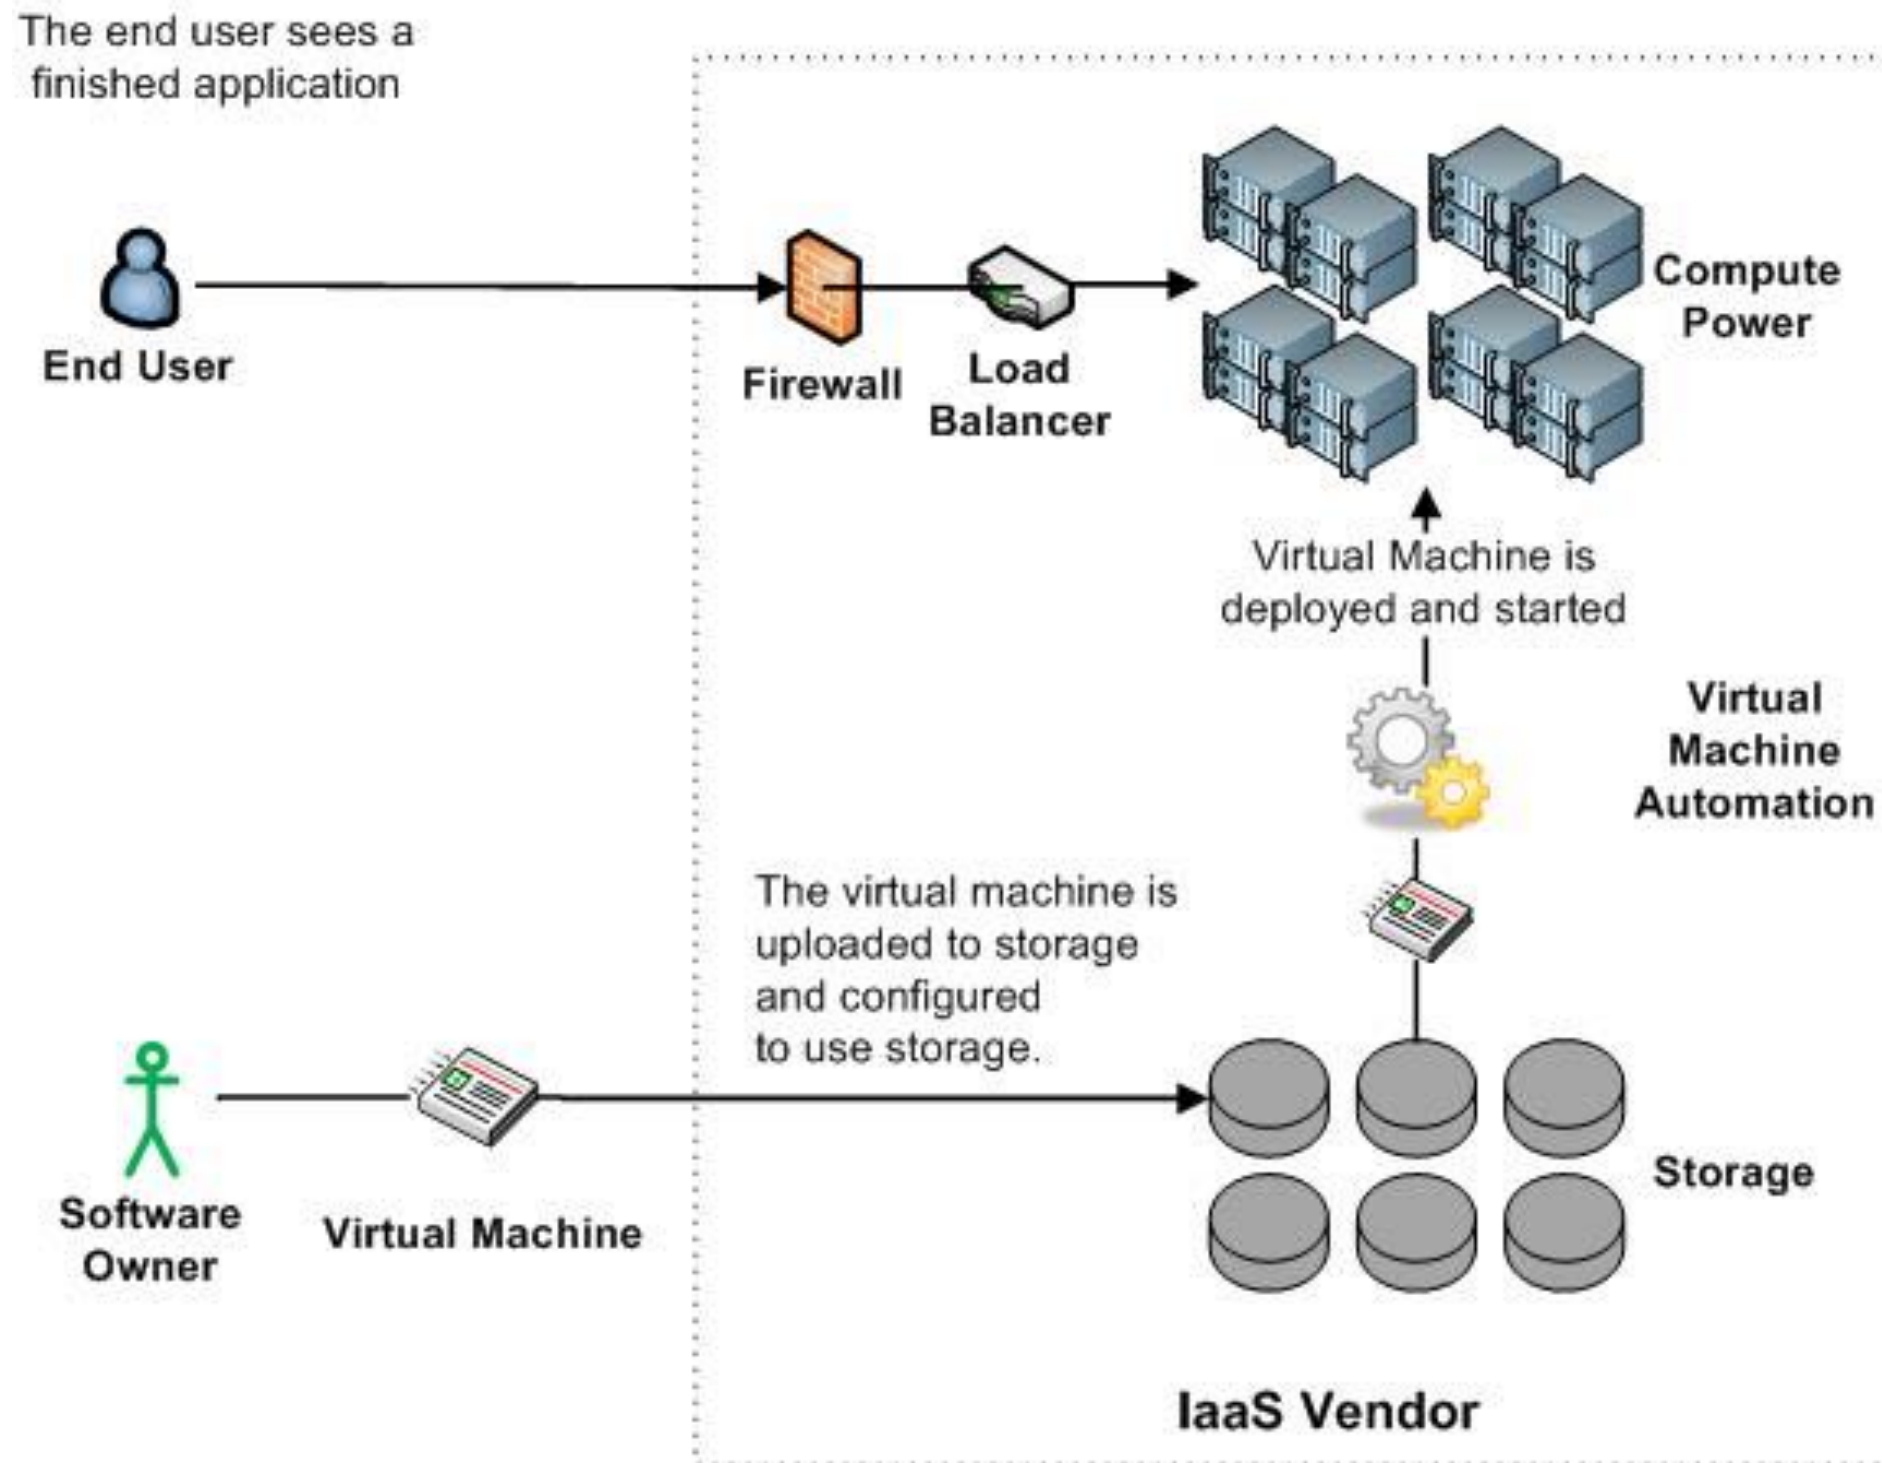 The end user sees a
finished application
End User
Firewall
Load
Balancer
Compute
Power
Virtual Machine is
deployed and started
Virtual
Machine
Automation
The virtual machine is
uploaded to storage
and configured
to use storage.
Software
Owner
Virtual Machine
Storage
IaaS Vendor